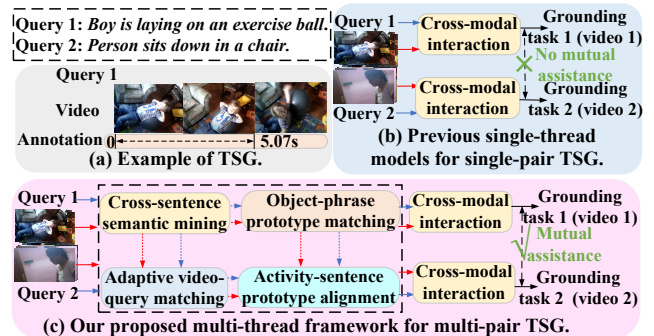 Query 1: Boy is laying on an exercise ball.
Query 2: Person sits down in a chair.
Query 1
Video
Annotation 0 5.07s
(a) Example of TSG.
Query 1
Cross-modal
interaction
Grounding
task 1 (video 1)
No mutual
assistance
Query 2
Cross-modal
interaction
Grounding
task 2 (video 2)
(b) Previous single-thread
models for single-pair TSG.
Query 1
Cross-sentence
semantic mining
Object-phrase
prototype matching
Cross-modal
interaction
Grounding
task 1 (video 1)
Mutual
assistance
Query 2
Adaptive video-
query matching
Activity-sentence
prototype alignment
Cross-modal
interaction
Grounding
task 2 (video 2)
(c) Our proposed multi-thread framework for multi-pair TSG.